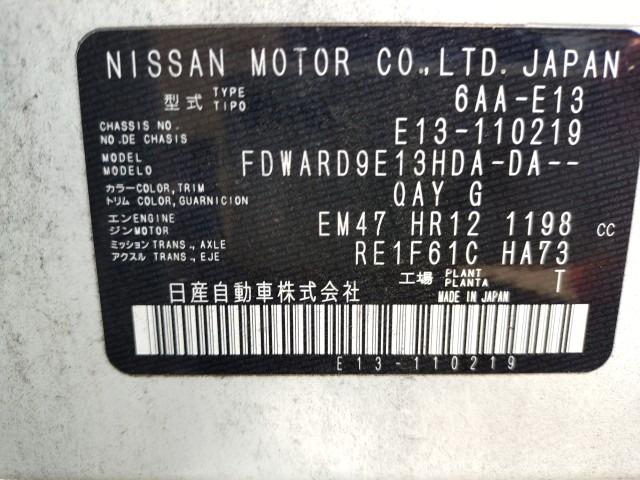 NISSAN MOTOR CO.,LTD. JAPAN
型式 TYPE TIPO 6AA-E13
CHASSIS NO. NO.DE CHASIS E13-110219
MODEL MODELO FDWARD9E13HDA-DA--
カラー COLOR, TRIM トリム COLOR, GUARNICION QAY G
エンジン ENGINE MOTOR EM47 HR12 1198 CC
ミッション TRANS., AXLE アクスル TRANS., EJE RE1F61C HA73
工場 PLANT PLANTA T
日産自動車株式会社 MADE IN JAPAN
E13-110219